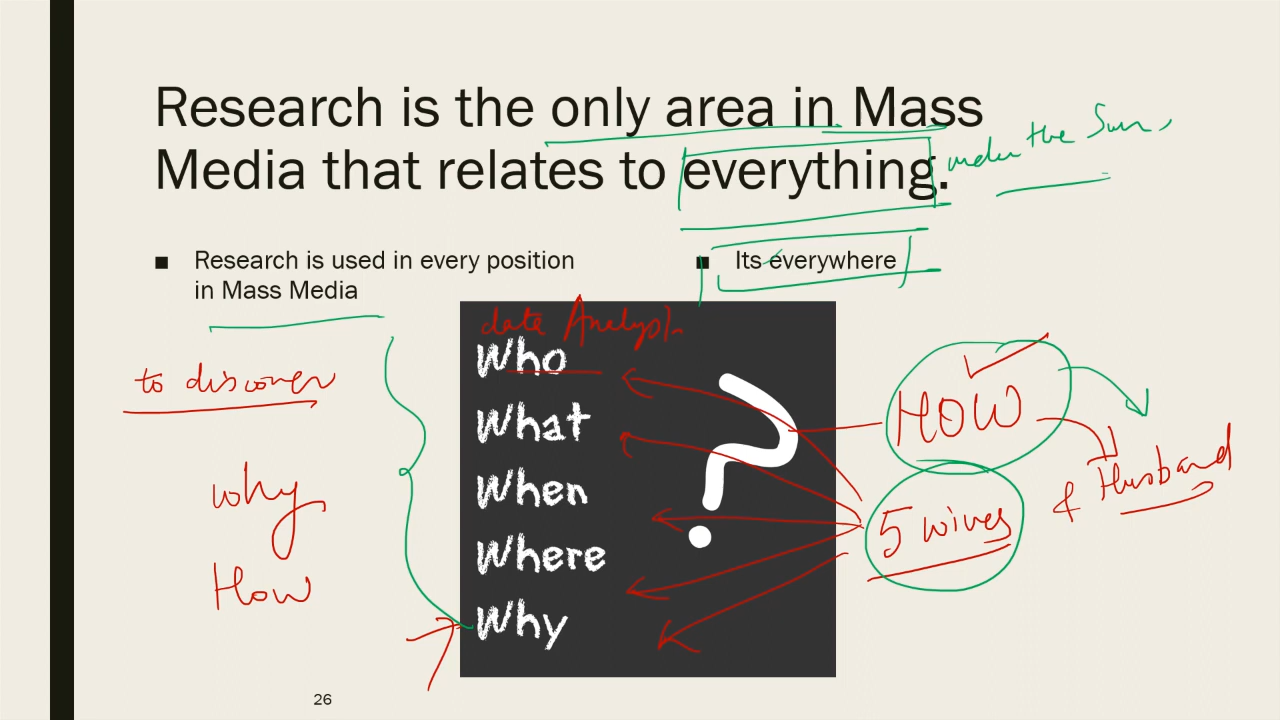 Research is the only area in Mass
Media that relates to everything.
under the Sun,
■ Research is used in every position
in Mass Media
■ Its everywhere
data Analyst.
Who
What
When
Where
Why
to discover
why
How
HOW
5 wives
& Husband
26